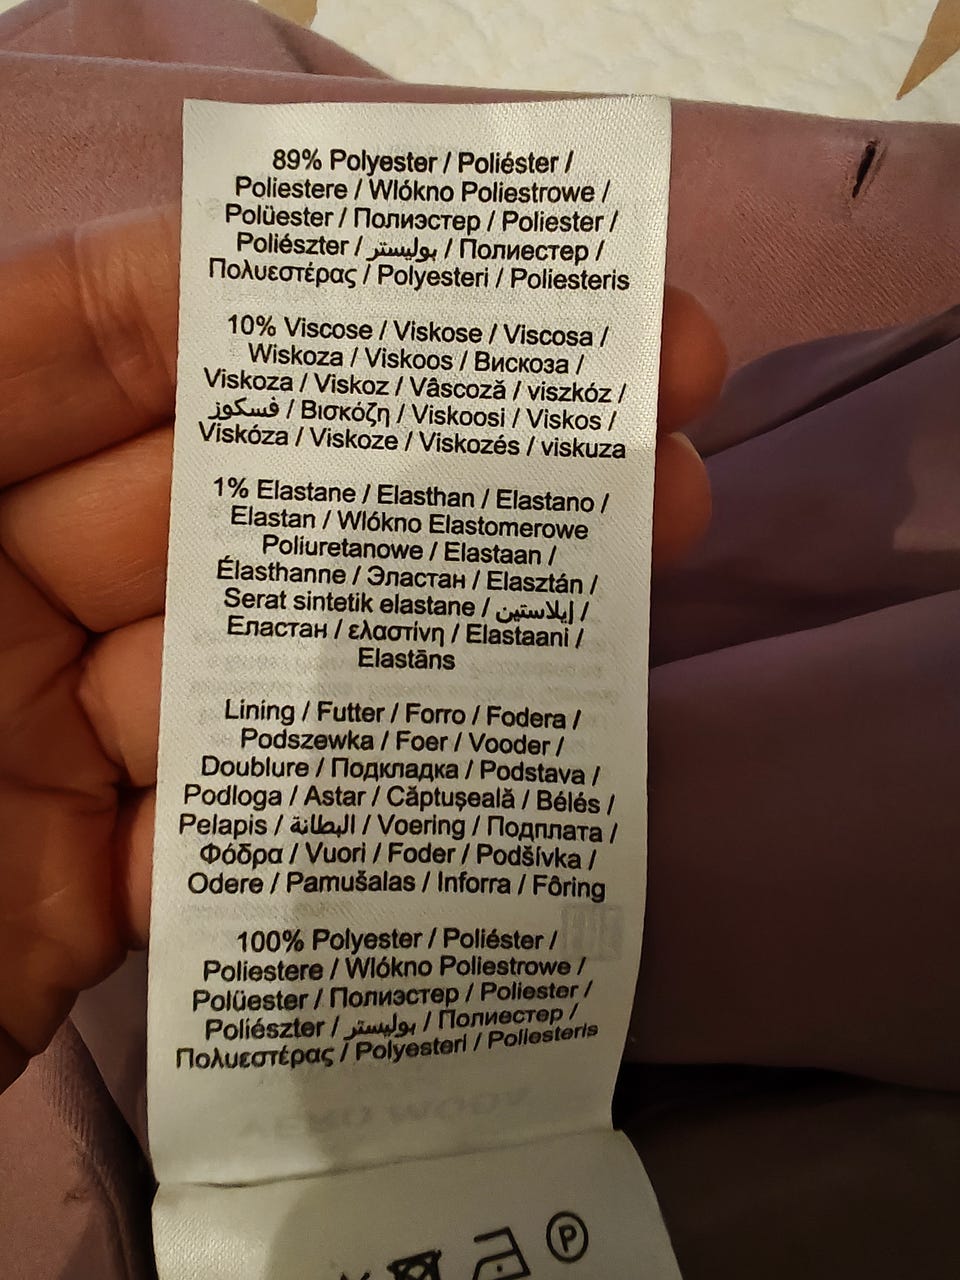 89% Polyester / Poliéster /
Poliestere / Wlókno Poliestrowe /
Polüester / Полиэстер / Poliester /
Poliészter / بوليستر / Полиестер /
Πολυεστέρας / Polyesteri / Poliesteris
10% Viscose / Viskose / Viscosa /
Wiskoza / Viskoos / Вискоза /
Viskoza / Viskoz / Vâscoză / viszkóz /
فسكوز / Βισκόζη / Viskoosi / Viskos /
Viskóza / Viskoze / Viskozés / viskuza
1% Elastane / Elasthan / Elastano /
Elastan / Wlókno Elastomerowe
Poliuretanowe / Elastaan /
Élasthanne / Эластан / Elasztán /
Serat sintetik elastane / إيلاستين /
Еластан / ελαστίνη / Elastaani /
Elastāns
Lining / Futter / Forro / Fodera /
Podszewka / Foer / Vooder /
Doublure / Подкладка / Podstava /
Podloga / Astar / Căptuşeală / Bélés /
Pelapis / البطانة / Voering / Подплата /
Φόδρα / Vuori / Foder / Podšívka /
Odere / Pamušalas / Inforra / Fôring
100% Polyester / Poliéster /
Poliestere / Wlókno Poliestrowe /
Polüester / Полиэстер / Poliester /
Poliészter / بوليستر / Полиестер /
Πολυεστέρας / Polyesteri / Poliesteris
P